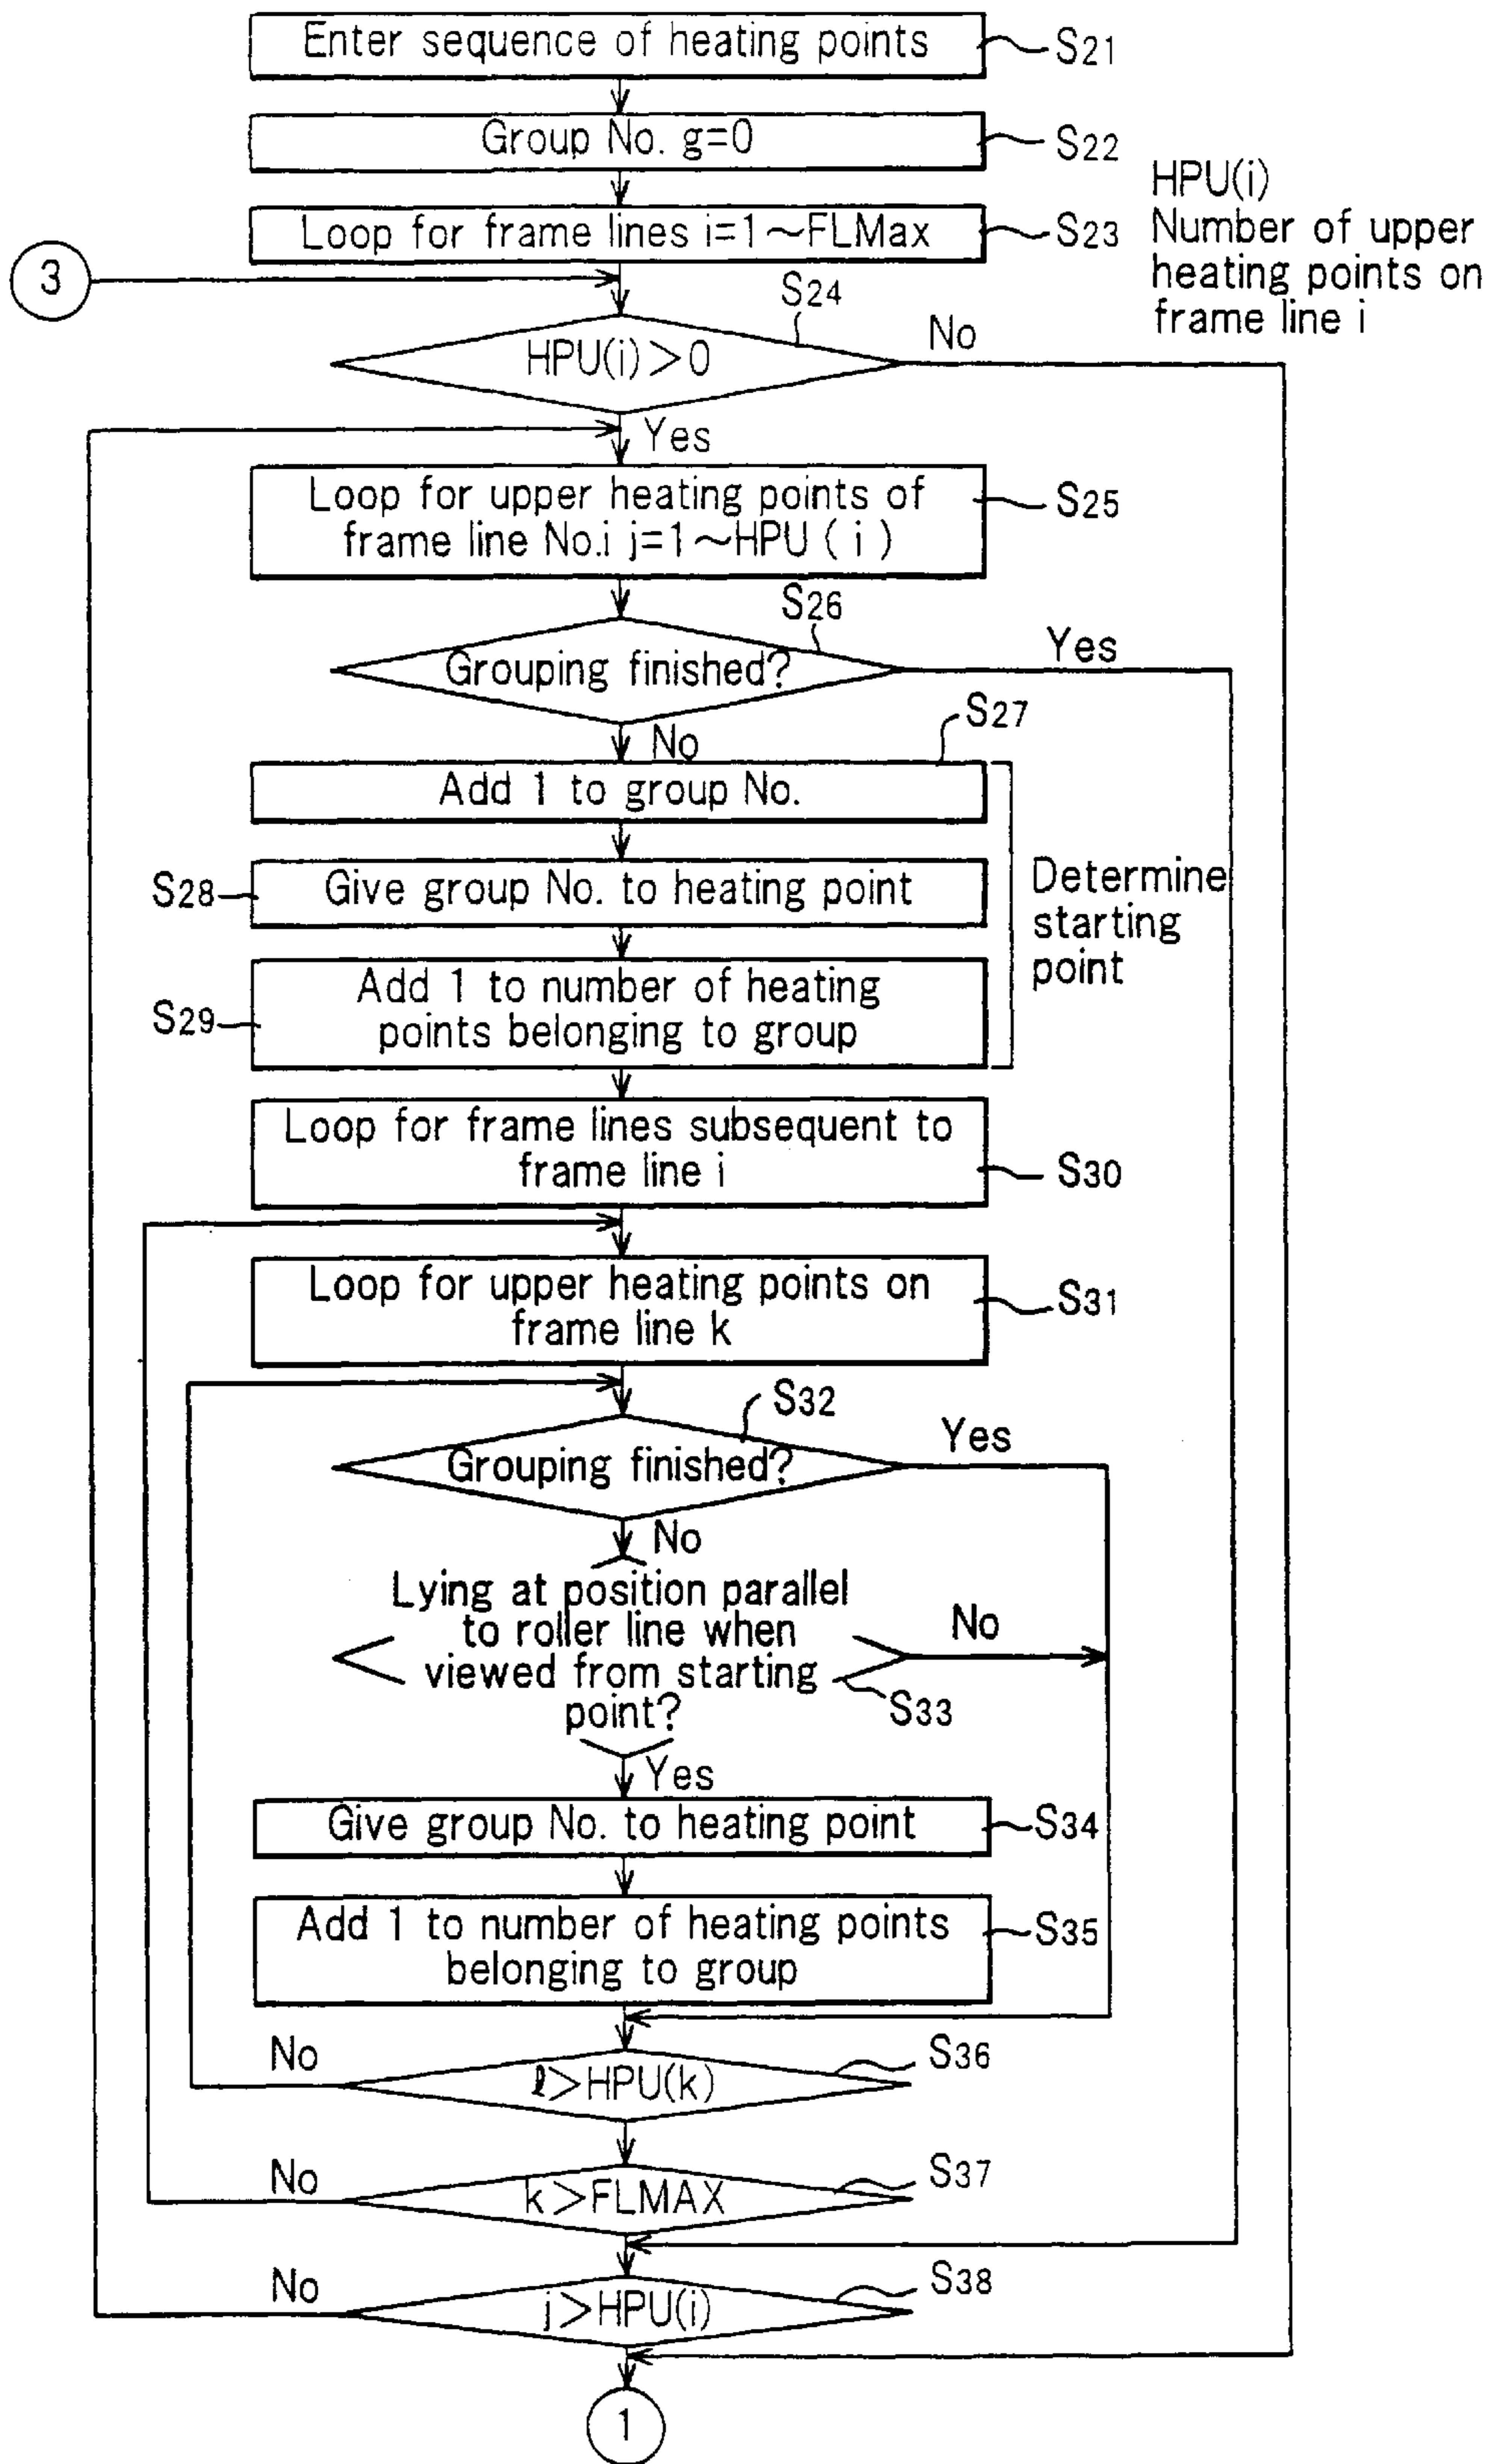 Enter sequence of heating points
S21
Group No. g=0
S22
HPU(i)
Number of upper
heating points on
frame line i
Loop for frame lines i=1~FLMax
S23
3
S24
HPU(i)>0
No
Yes
Loop for upper heating points of
frame line No.i j=1~HPU ( i )
S25
S26
Grouping finished?
Yes
No
S27
Add 1 to group No.
S28
Give group No. to heating point
Determine
starting
point
S29
Add 1 to number of heating
points belonging to group
Loop for frame lines subsequent to
frame line i
S30
Loop for upper heating points on
frame line k
S31
S32
Grouping finished?
Yes
No
Lying at position parallel
to roller line when
viewed from starting
point?
No
S33
Yes
Give group No. to heating point
S34
Add 1 to number of heating points
belonging to group
S35
No
ℓ>HPU(k)
S36
No
k>FLMAX
S37
No
j>HPU(i)
S38
1